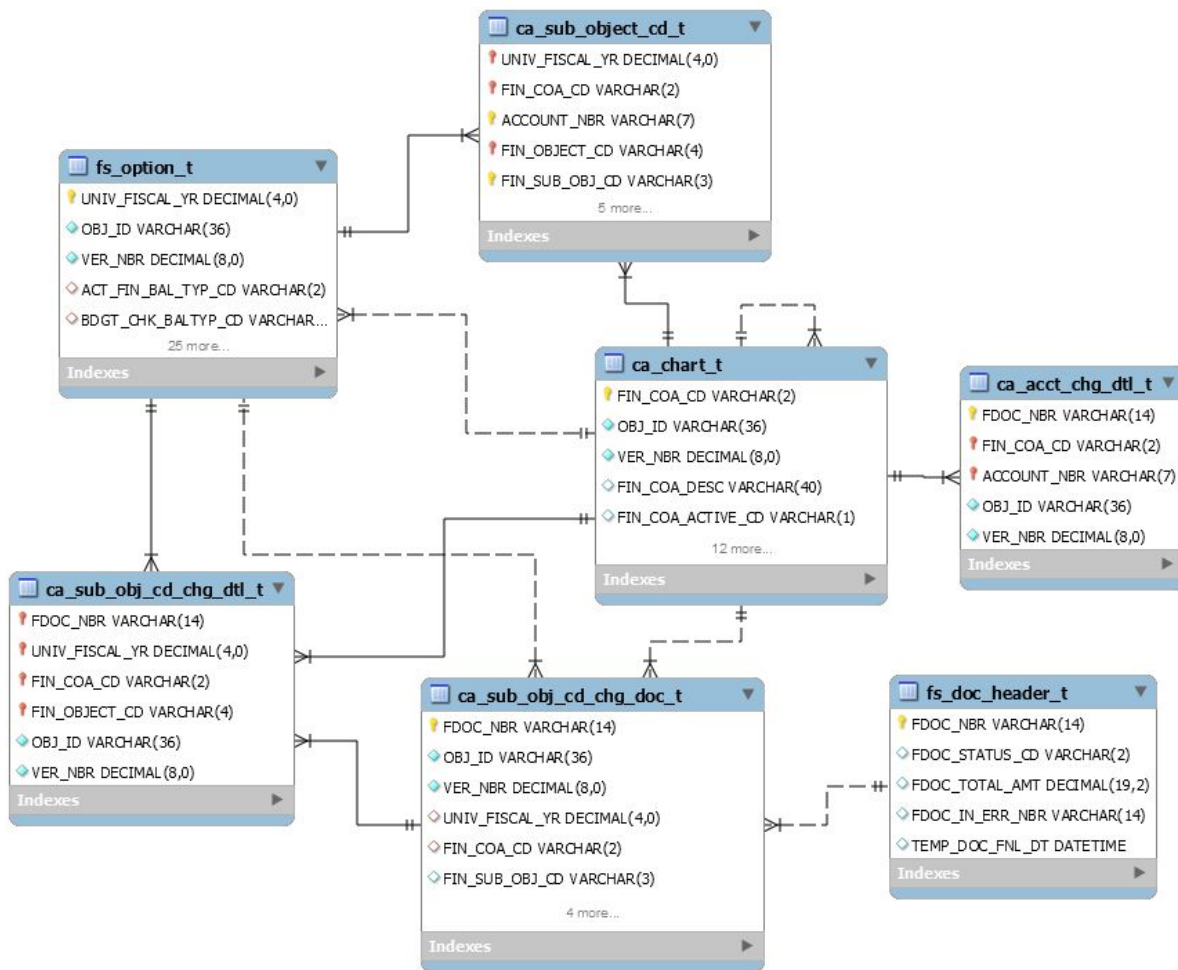 ca_sub_object_cd_t
UNIV_FISCAL_YR DECIMAL(4,0)
FIN_COA_CD VARCHAR(2)
ACCOUNT_NBR VARCHAR(7)
FIN_OBJECT_CD VARCHAR(4)
FIN_SUB_OBJ_CD VARCHAR(3)
5 more...
Indexes
fs_option_t
UNIV_FISCAL_YR DECIMAL(4,0)
OBJ_ID VARCHAR(36)
VER_NBR DECIMAL(8,0)
ACT_FIN_BAL_TYP_CD VARCHAR(2)
BDGT_CHK_BALTYP_CD VARCHAR...
25 more...
Indexes
ca_chart_t
FIN_COA_CD VARCHAR(2)
OBJ_ID VARCHAR(36)
VER_NBR DECIMAL(8,0)
FIN_COA_DESC VARCHAR(40)
FIN_COA_ACTIVE_CD VARCHAR(1)
12 more...
Indexes
ca_acct_chg_dtl_t
FDOC_NBR VARCHAR(14)
FIN_COA_CD VARCHAR(2)
ACCOUNT_NBR VARCHAR(7)
OBJ_ID VARCHAR(36)
VER_NBR DECIMAL(8,0)
Indexes
ca_sub_obj_cd_chg_dtl_t
FDOC_NBR VARCHAR(14)
UNIV_FISCAL_YR DECIMAL(4,0)
FIN_COA_CD VARCHAR(2)
FIN_OBJECT_CD VARCHAR(4)
OBJ_ID VARCHAR(36)
VER_NBR DECIMAL(8,0)
Indexes
ca_sub_obj_cd_chg_doc_t
FDOC_NBR VARCHAR(14)
OBJ_ID VARCHAR(36)
VER_NBR DECIMAL(8,0)
UNIV_FISCAL_YR DECIMAL(4,0)
FIN_COA_CD VARCHAR(2)
FIN_SUB_OBJ_CD VARCHAR(3)
4 more...
Indexes
fs_doc_header_t
FDOC_NBR VARCHAR(14)
FDOC_STATUS_CD VARCHAR(2)
FDOC_TOTAL_AMT DECIMAL(19,2)
FDOC_IN_ERR_NBR VARCHAR(14)
TEMP_DOC_FNL_DT DATETIME
Indexes